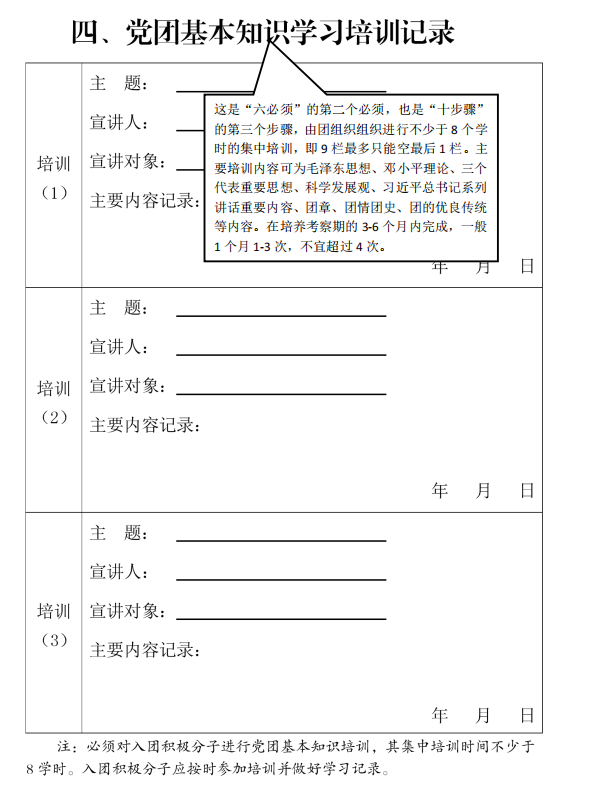 四、党团基本知识学习培训记录
主 题：
这是“六必须”的第二个必须，也是“十步骤”
的第三个步骤，由团组织组织进行不少于 8 个学
时的集中培训，即 9 栏最多只能空最后 1 栏。主
要培训内容可为毛泽东思想、邓小平理论、三个
代表重要思想、科学发展观、习近平总书记系列
讲话重要内容、团章、团情团史、团的优良传统
等内容。在培养考察期的 3-6 个月内完成，一般
1 个月 1-3 次，不宜超过 4 次。
宣讲人：
培训
（1）
宣讲对象：
主要内容记录：
年 月 日
主 题：
宣讲人：
培训
（2）
宣讲对象：
主要内容记录：
年 月 日
主 题：
宣讲人：
培训
（3）
宣讲对象：
主要内容记录：
年 月 日
注：必须对入团积极分子进行党团基本知识培训，其集中培训时间不少于
8 学时。入团积极分子应按时参加培训并做好学习记录。